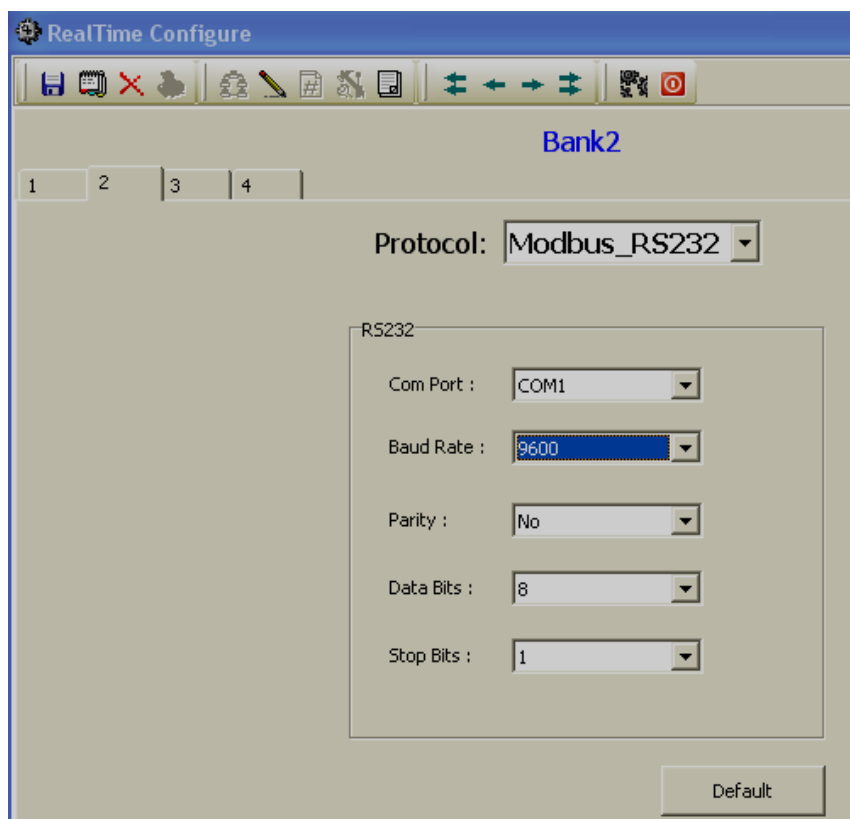 RealTime Configure
Bank2
1 2 3 4
Protocol: Modbus_RS232
RS232
Com Port : COM1
Baud Rate : 9600
Parity : No
Data Bits : 8
Stop Bits : 1
Default